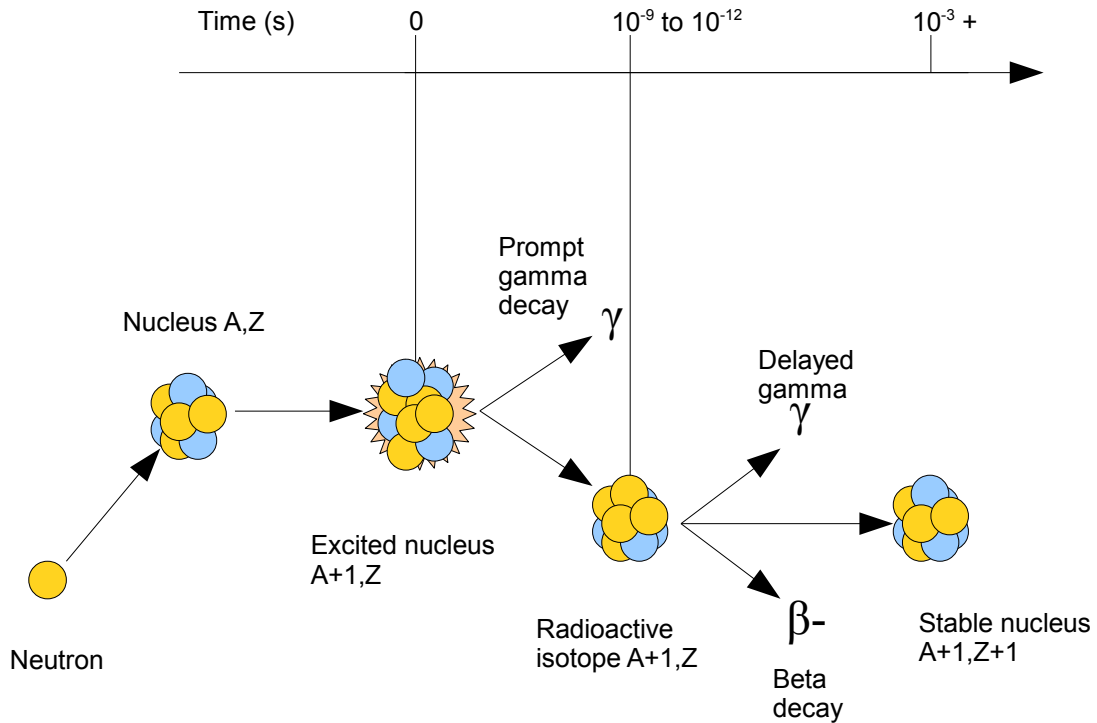 Time (s)
0
10⁻⁹ to 10⁻¹²
10⁻³ +
Prompt
gamma
decay
γ
Nucleus A,Z
Delayed
gamma
γ
Excited nucleus
A+1,Z
Neutron
Radioactive
isotope A+1,Z
β-
Beta
decay
Stable nucleus
A+1,Z+1